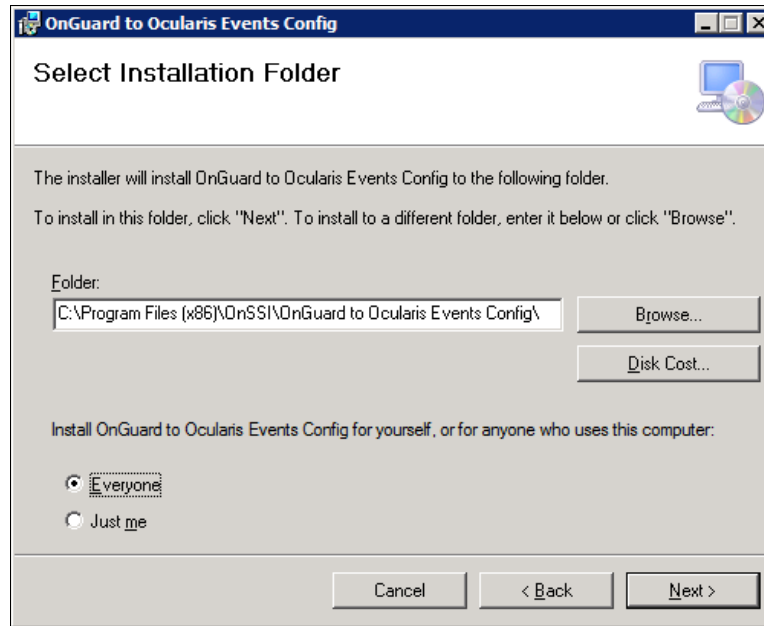 OnGuard to Ocularis Events Config
Select Installation Folder
The installer will install OnGuard to Ocularis Events Config to the following folder.
To install in this folder, click "Next". To install to a different folder, enter it below or click "Browse".
Folder:
C:\Program Files (x86)\OnSSI\OnGuard to Ocularis Events Config\
Browse...
Disk Cost...
Install OnGuard to Ocularis Events Config for yourself, or for anyone who uses this computer:
Everyone
Just me
Cancel
< Back
Next >